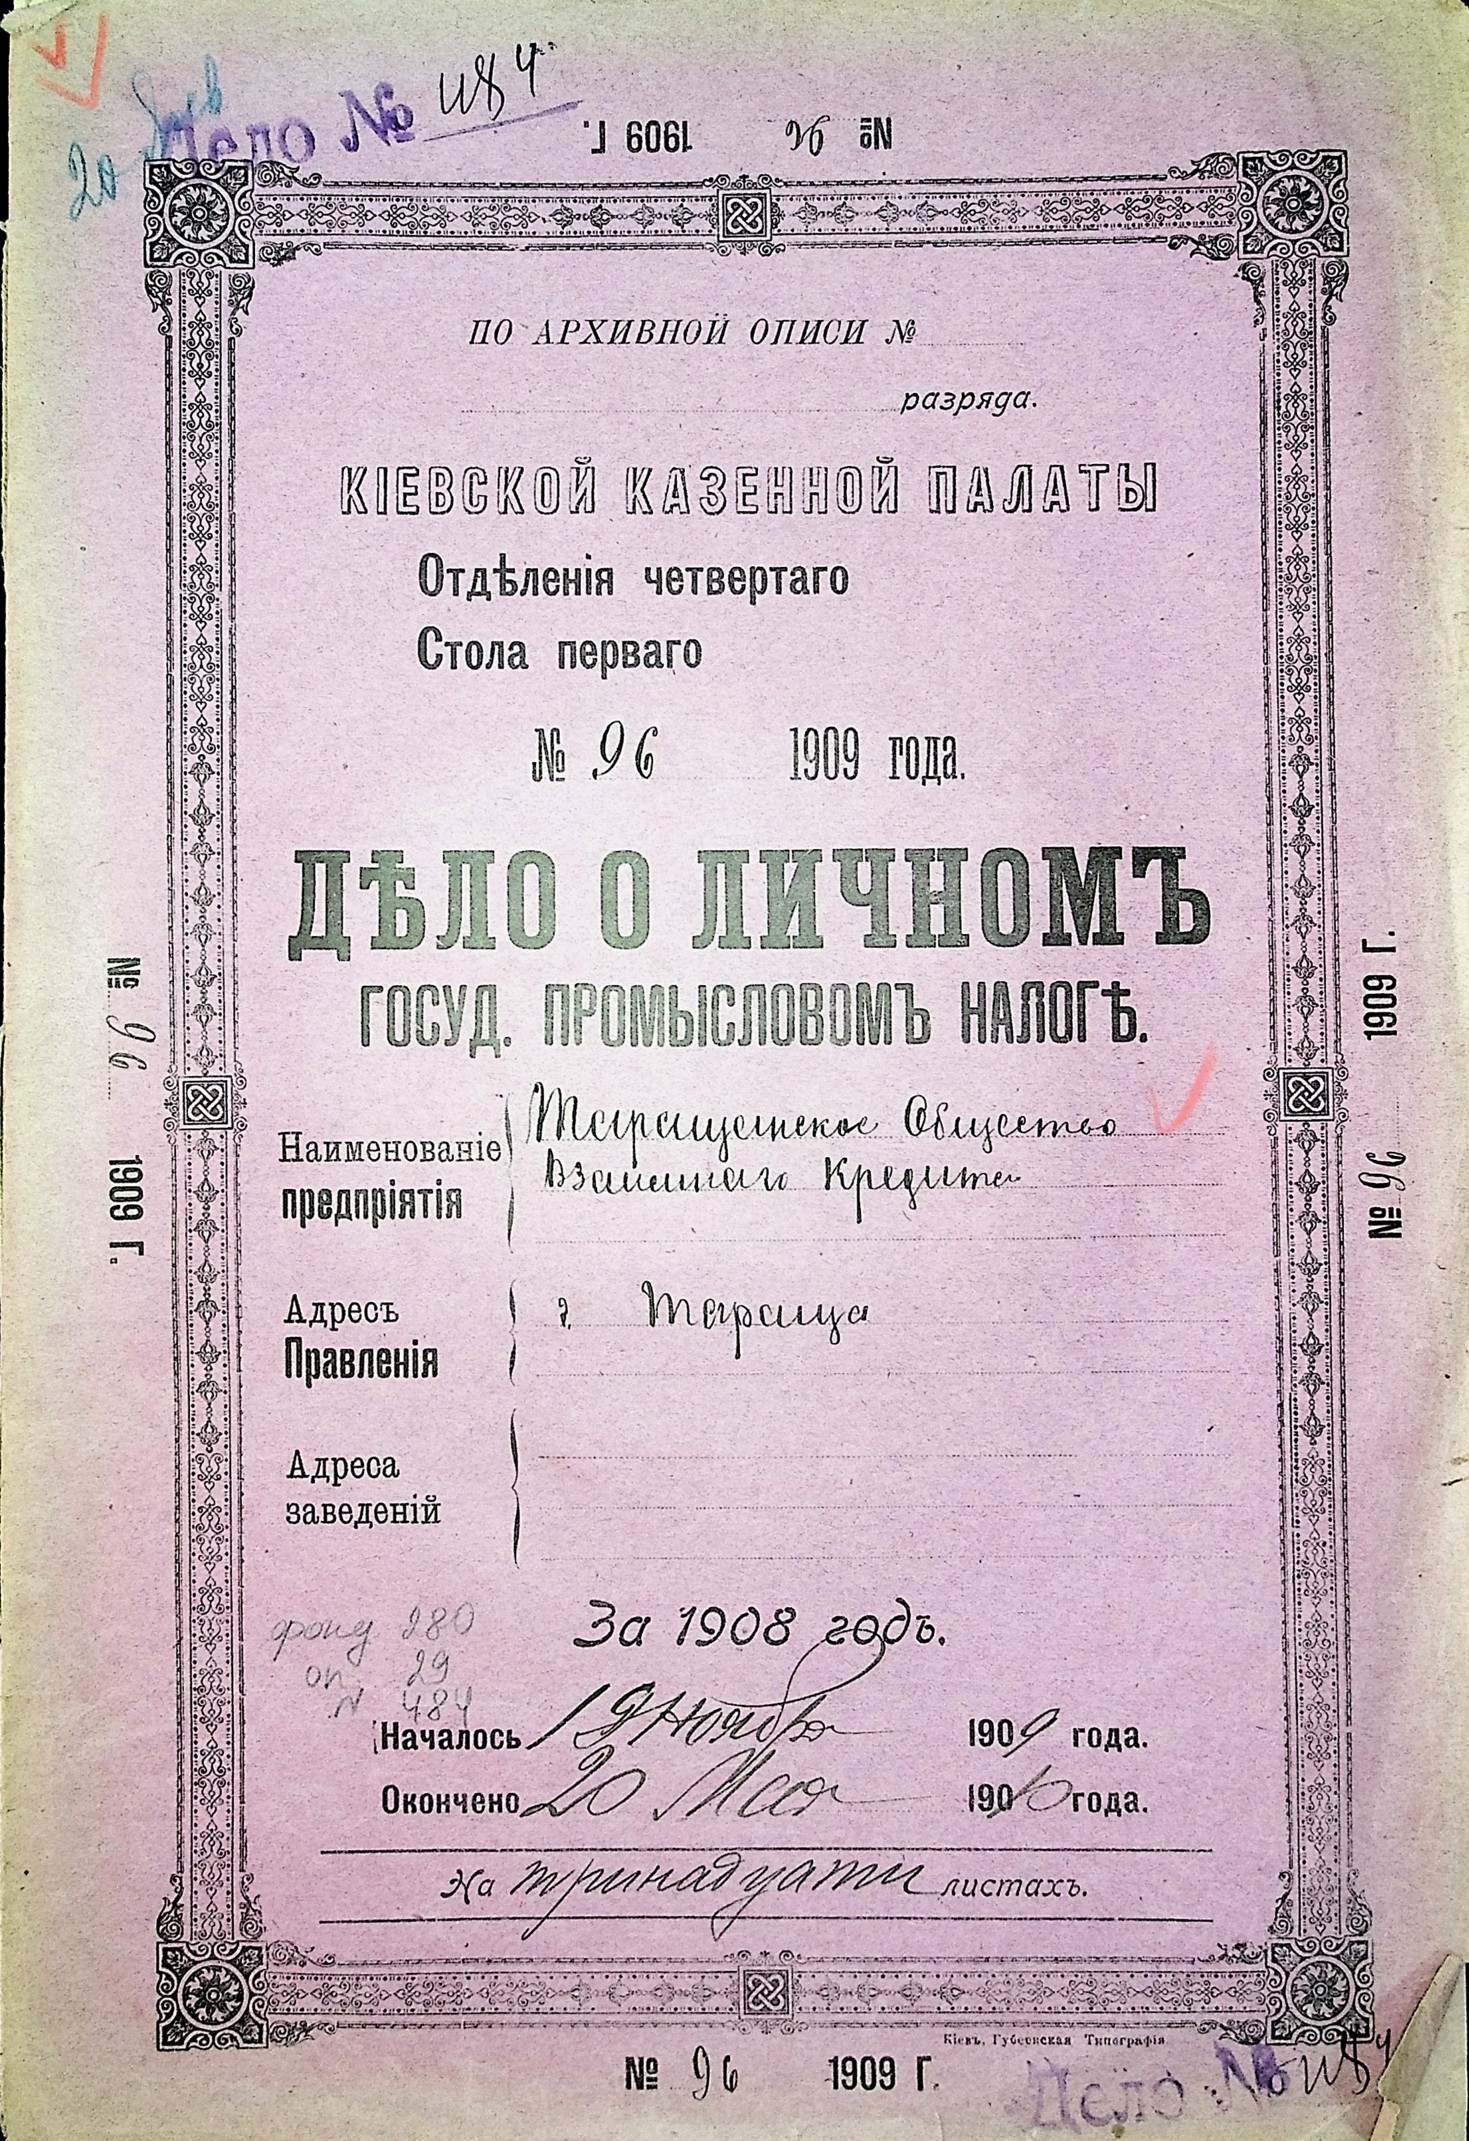 Дело № 484
№ 96 1909 Г.
ПО АРХИВНОЙ ОПИСИ №
разряда.
КІЕВСКОЙ КАЗЕННОЙ ПАЛАТЫ
Отдѣленія четвертаго
Стола перваго
№ 96 1909 года.
ДѢЛО О ЛИЧНОМЪ
ГОСУД. ПРОМЫСЛОВОМЪ НАЛОГѢ.
№ 96 1909 Г.
№ 96 1909 Г.
Наименованіе Таращанское Общество
предпріятія Взаимнаго Кредита
Адресъ г. Тараща
Правленія
Адреса
заведеній
фонд 280
оп. 29
N 484
За 1908 годъ.
Началось 19 Ноября 1909 года.
Окончено 20 Мая 1910 года.
На тринадцати листахъ.
Кіевъ, Губернская Типографія
№ 96 1909 Г.
Дело № 484